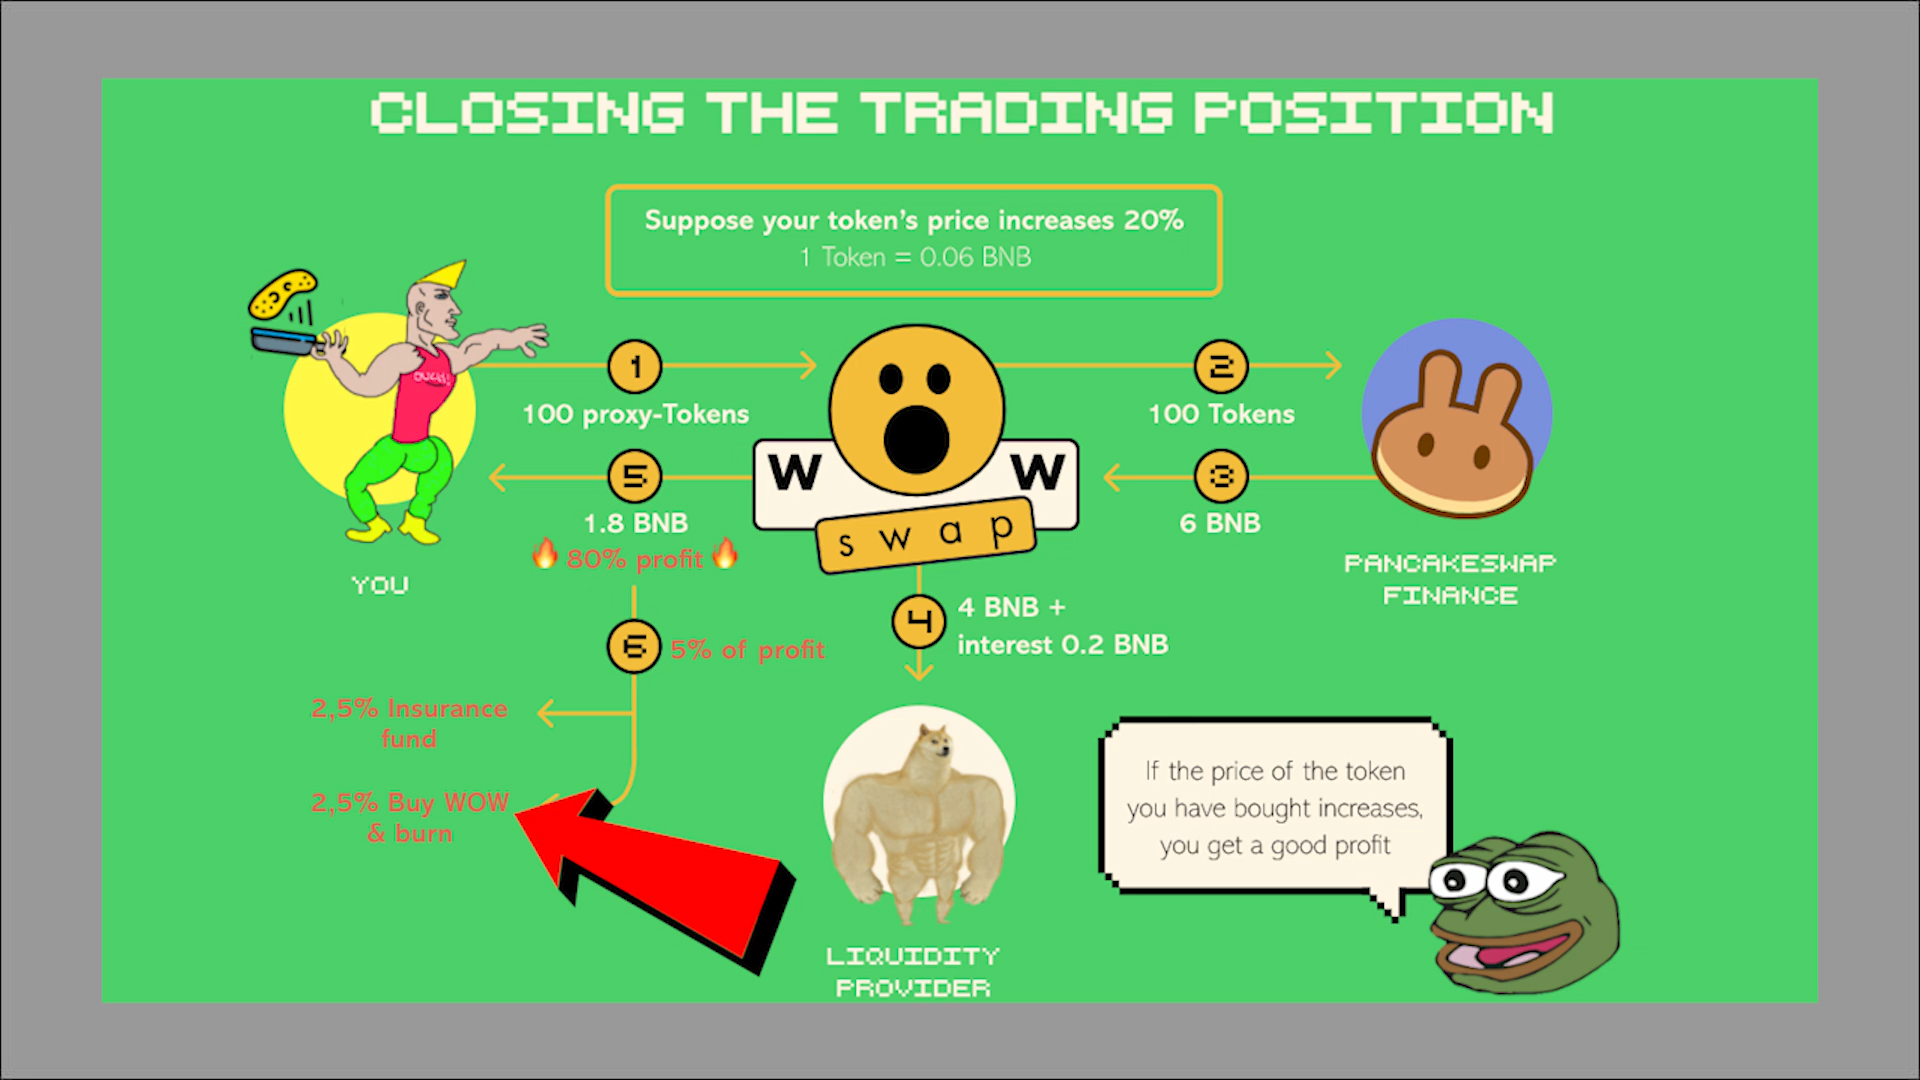 CLOSING THE TRADING POSITION
Suppose your token's price increases 20%
1 Token = 0.06 BNB
1
100 proxy-Tokens
2
100 Tokens
W W
swap
5
1.8 BNB
🔥 80% profit 🔥
3
6 BNB
YOU
PANCAKESWAP
FINANCE
4
4 BNB +
interest 0.2 BNB
6
5% of profit
2,5% Insurance
fund
2,5% Buy WOW
& burn
If the price of the token
you have bought increases,
you get a good profit
LIQUIDITY
PROVIDER